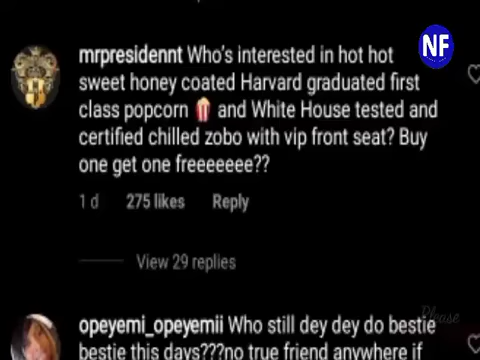 NF
mrpresidennt Who's interested in hot hot
sweet honey coated Harvard graduated first
class popcorn 🍿 and White House tested and
certified chilled zobo with vip front seat? Buy
one get one freeeeeee??
1 d 275 likes Reply
View 29 replies
Please
opeyemi_opeyemii Who still dey dey do bestie
bestie this days???no true friend anywhere if